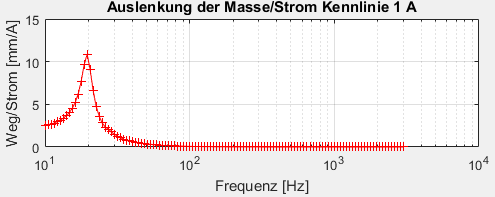 Auslenkung der Masse/Strom Kennlinie 1 A
Weg/Strom [mm/A]
15
10
5
0
10^1
10^2
10^3
10^4
Frequenz [Hz]